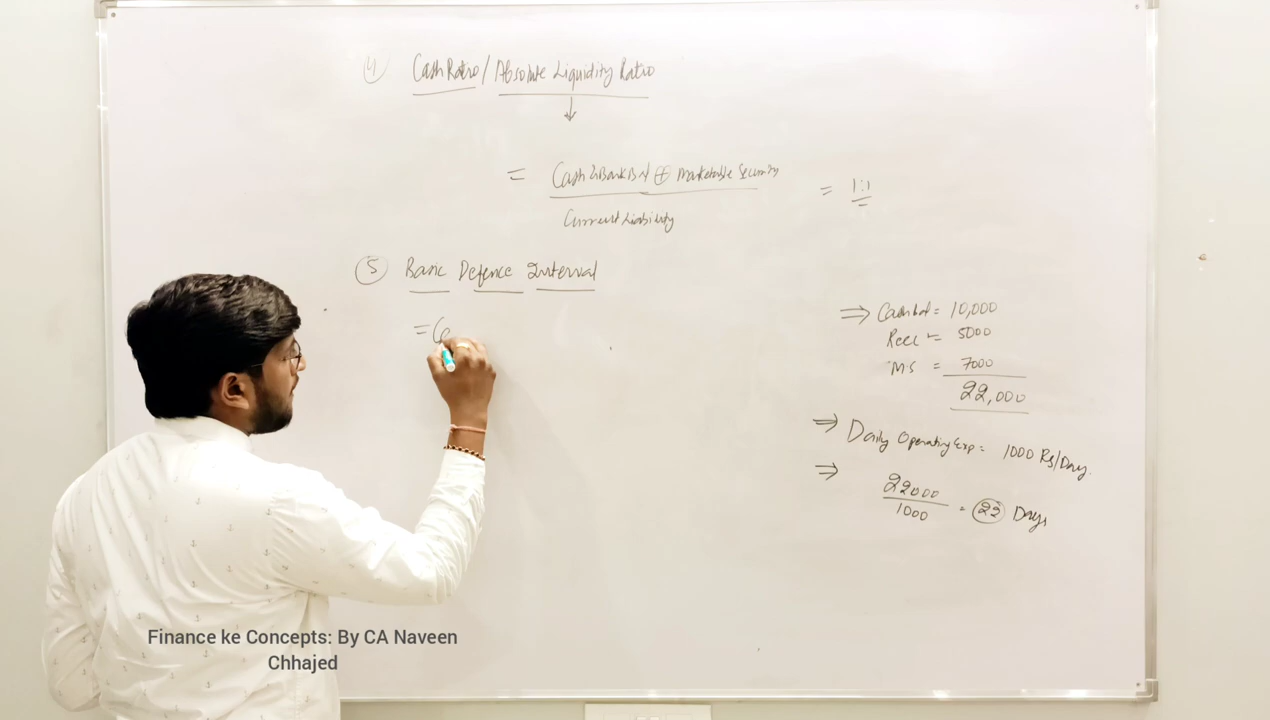 4 Cash Ratio / Absolute Liquidity Ratio
= Cash & Bank Bal ⊕ Marketable Security = 1:1
Current Liability
5 Basic Defence Interval
= (
⇒ Cash bal = 10,000
Rec = 5000
M.S = 7000
22,000
⇒ Daily Operating Exp = 1000 Rs/Day.
⇒ 22000 = 22 Days
1000
Finance ke Concepts: By CA Naveen
Chhajed